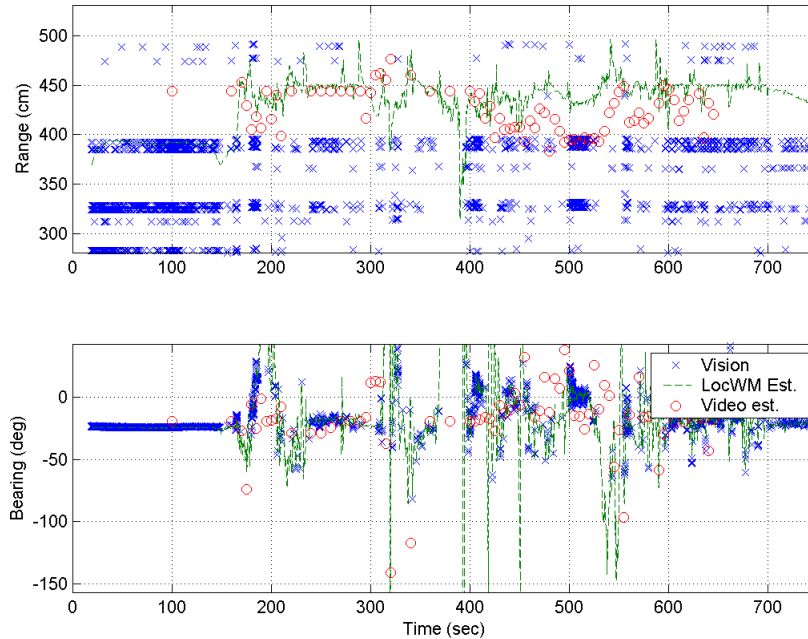 500
450
400
350
300
Range (cm)
0 100 200 300 400 500 600 700
0
-50
-100
-150
Bearing (deg)
Vision
LocWM Est.
Video est.
0 100 200 300 400 500 600 700
Time (sec)